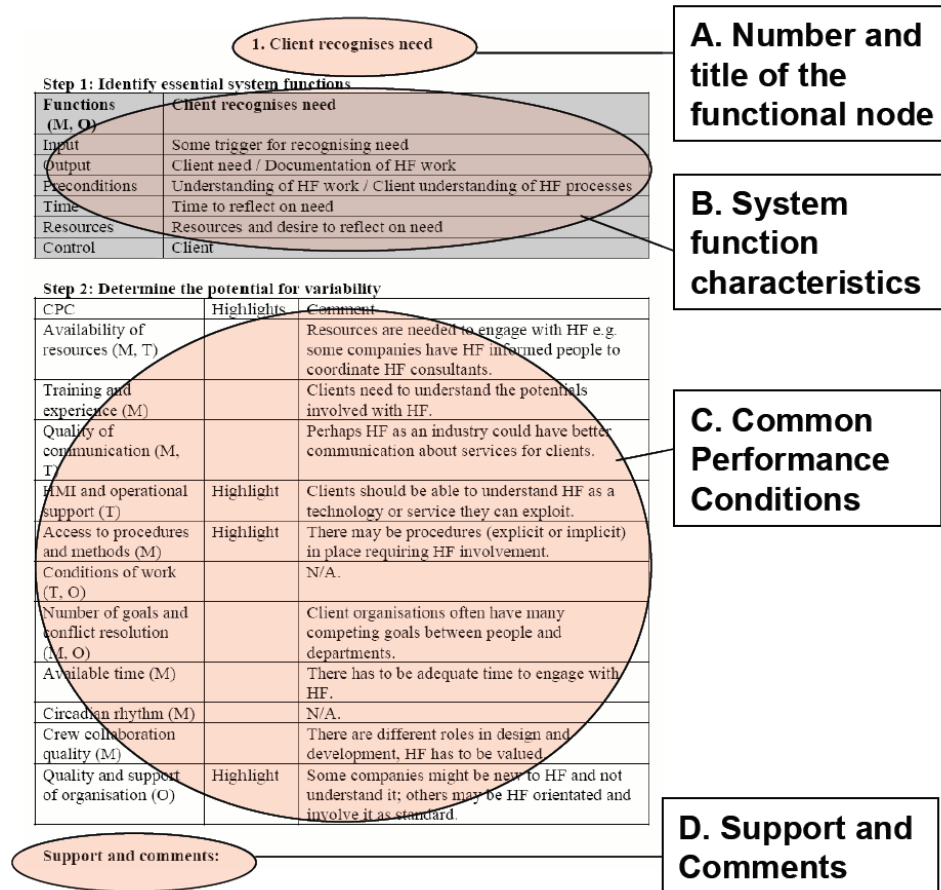 1. Client recognises need
A. Number and
title of the
functional node
Step 1: Identify essential system functions
Functions
(M, O)
Client recognises need
Input
Some trigger for recognising need
Output
Client need / Documentation of HF work
Preconditions
Understanding of HF work / Client understanding of HF processes
Time
Time to reflect on need
Resources
Resources and desire to reflect on need
Control
Client
B. System
function
characteristics
Step 2: Determine the potential for variability
CPC
Highlights
Comment
Availability of
resources (M, T)
Resources are needed to engage with HF e.g.
some companies have HF informed people to
coordinate HF consultants.
Training and
experience (M)
Clients need to understand the potentials
involved with HF.
Quality of
communication (M,
T)
Perhaps HF as an industry could have better
communication about services for clients.
HMI and operational
support (T)
Highlight
Clients should be able to understand HF as a
technology or service they can exploit.
Access to procedures
and methods (M)
Highlight
There may be procedures (explicit or implicit)
in place requiring HF involvement.
Conditions of work
(T, O)
N/A.
Number of goals and
conflict resolution
(M, O)
Client organisations often have many
competing goals between people and
departments.
Available time (M)
There has to be adequate time to engage with
HF.
Circadian rhythm (M)
N/A.
Crew collaboration
quality (M)
There are different roles in design and
development, HF has to be valued.
Quality and support
of organisation (O)
Highlight
Some companies might be new to HF and not
understand it; others may be HF orientated and
involve it as standard.
C. Common
Performance
Conditions
Support and comments:
D. Support and
Comments